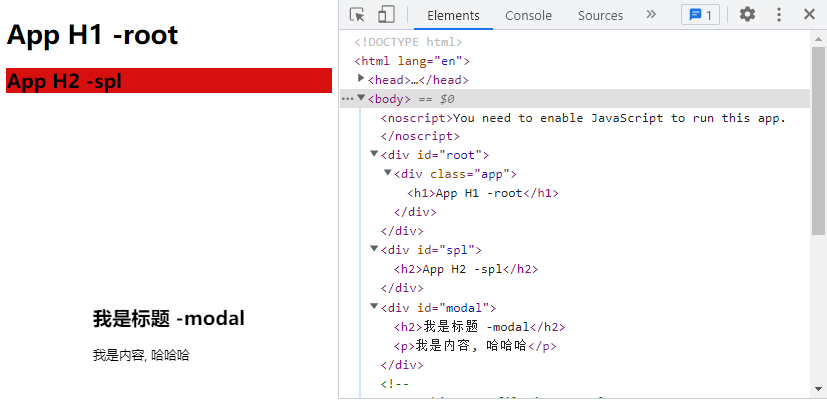 App H1 -root
App H2 -spl
我是标题 -modal
我是内容, 哈哈哈
Elements Console Sources » 1
<!DOCTYPE html>
<html lang="en">
<head>…</head>
<body> == $0
<noscript>You need to enable JavaScript to run this app.
</noscript>
<div id="root">
<div class="app">
<h1>App H1 -root</h1>
</div>
</div>
<div id="spl">
<h2>App H2 -spl</h2>
</div>
<div id="modal">
<h2>我是标题 -modal</h2>
<p>我是内容, 哈哈哈</p>
</div>
<!--